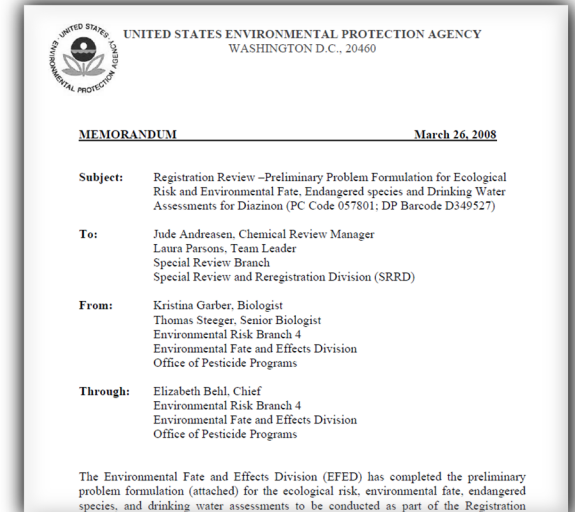 UNITED STATES ENVIRONMENTAL PROTECTION AGENCY
WASHINGTON D.C., 20460
UNITED STATES
ENVIRONMENTAL PROTECTION AGENCY
MEMORANDUM March 26, 2008
Subject: Registration Review –Preliminary Problem Formulation for Ecological
Risk and Environmental Fate, Endangered species and Drinking Water
Assessments for Diazinon (PC Code 057801; DP Barcode D349527)
To: Jude Andreasen, Chemical Review Manager
Laura Parsons, Team Leader
Special Review Branch
Special Review and Reregistration Division (SRRD)
From: Kristina Garber, Biologist
Thomas Steeger, Senior Biologist
Environmental Risk Branch 4
Environmental Fate and Effects Division
Office of Pesticide Programs
Through: Elizabeth Behl, Chief
Environmental Risk Branch 4
Environmental Fate and Effects Division
Office of Pesticide Programs
The Environmental Fate and Effects Division (EFED) has completed the preliminary
problem formulation (attached) for the ecological risk, environmental fate, endangered
species, and drinking water assessments to be conducted as part of the Registration